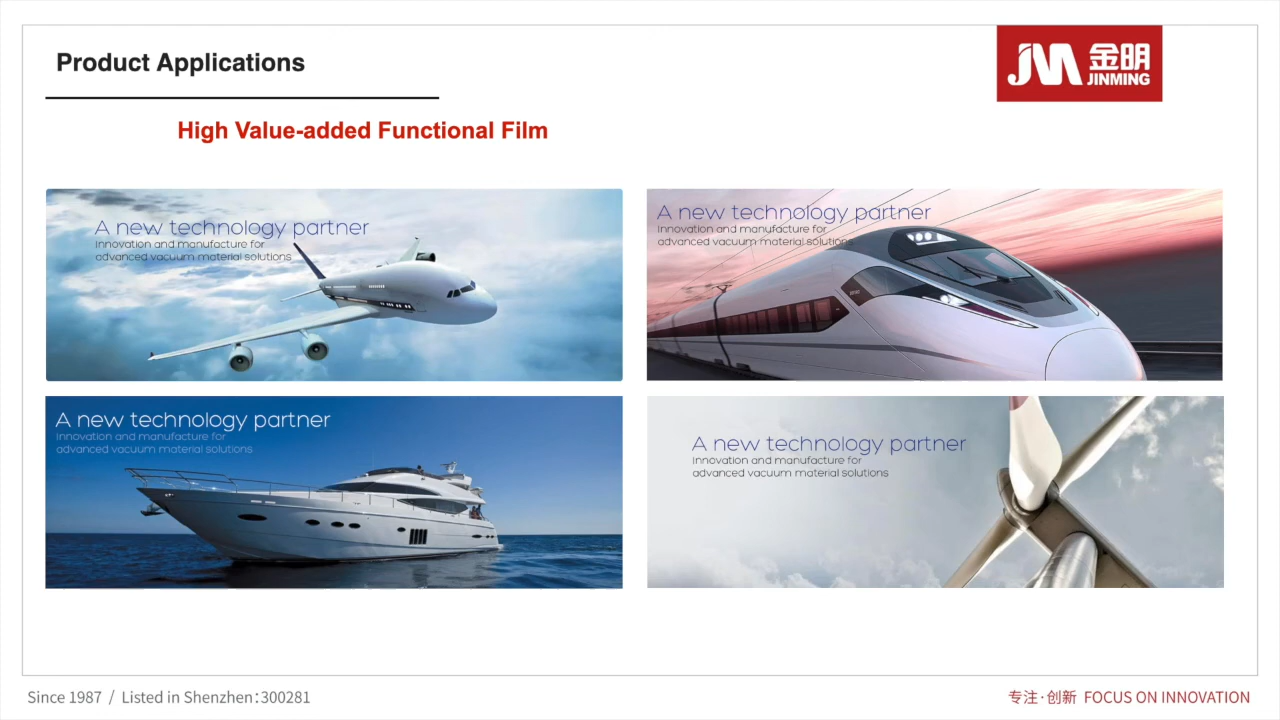 Product Applications
JM 金明
JINMING
High Value-added Functional Film
A new technology partner
Innovation and manufacture for
advanced vacuum material solutions
A new technology partner
Innovation and manufacture for
advanced vacuum material solutions
A new technology partner
Innovation and manufacture for
advanced vacuum material solutions
A new technology partner
Innovation and manufacture for
advanced vacuum material solutions
Since 1987 / Listed in Shenzhen:300281
专注·创新 FOCUS ON INNOVATION